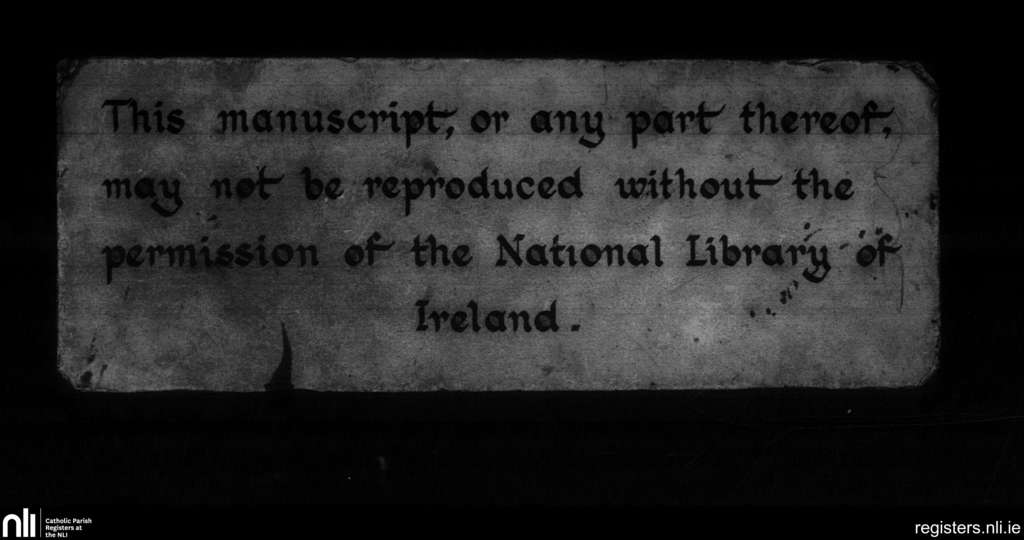 This manuscript, or any part thereof,
may not be reproduced without the
permission of the National Library of
Ireland.
nli
Catholic Parish
Registers at
the NLI
registers.nli.ie